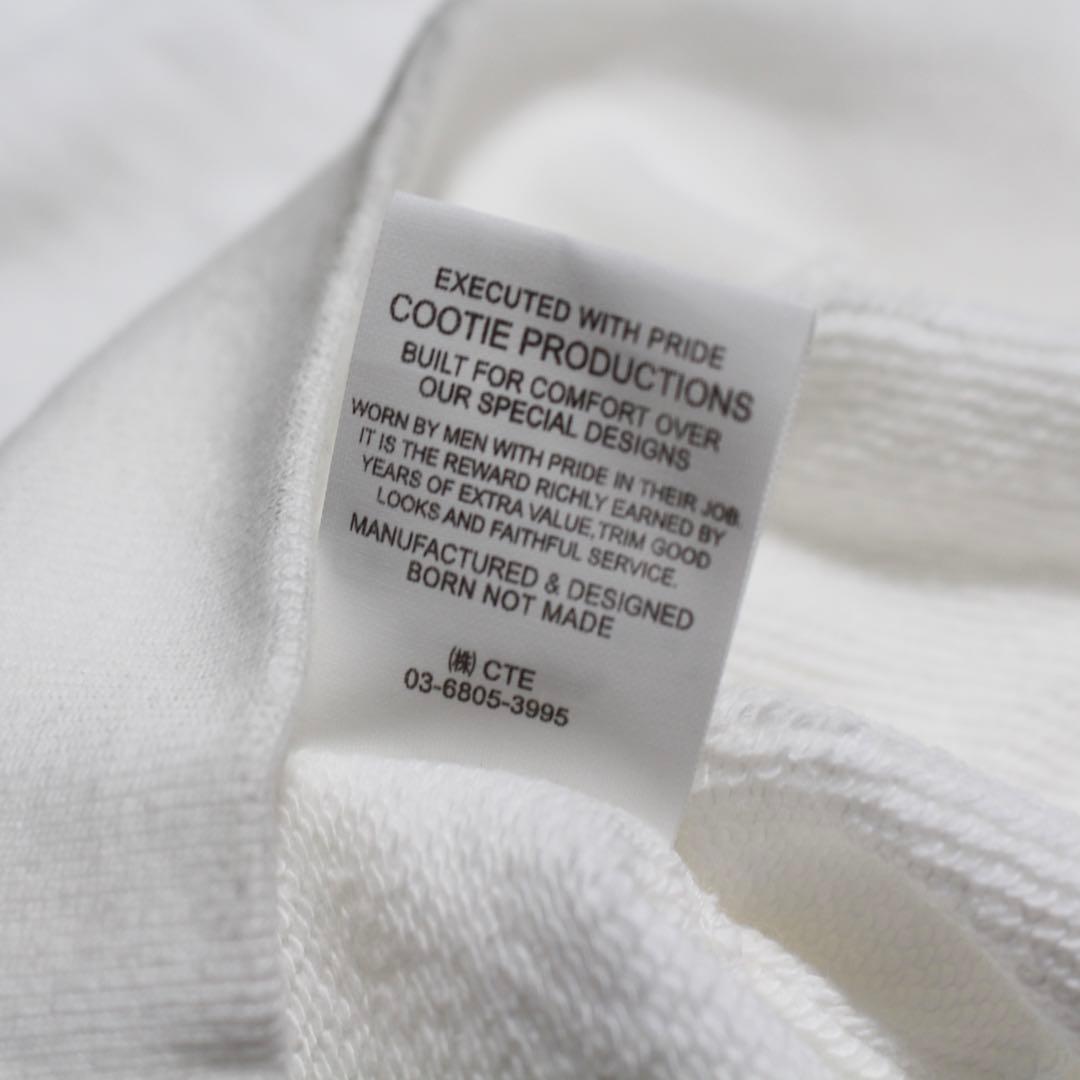 EXECUTED WITH PRIDE
COOTIE PRODUCTIONS
BUILT FOR COMFORT OVER
OUR SPECIAL DESIGNS
WORN BY MEN WITH PRIDE IN THEIR JOB.
IT IS THE REWARD RICHLY EARNED BY
YEARS OF EXTRA VALUE,TRIM GOOD
LOOKS AND FAITHFUL SERVICE.
MANUFACTURED & DESIGNED
BORN NOT MADE
㈱ CTE
03-6805-3995